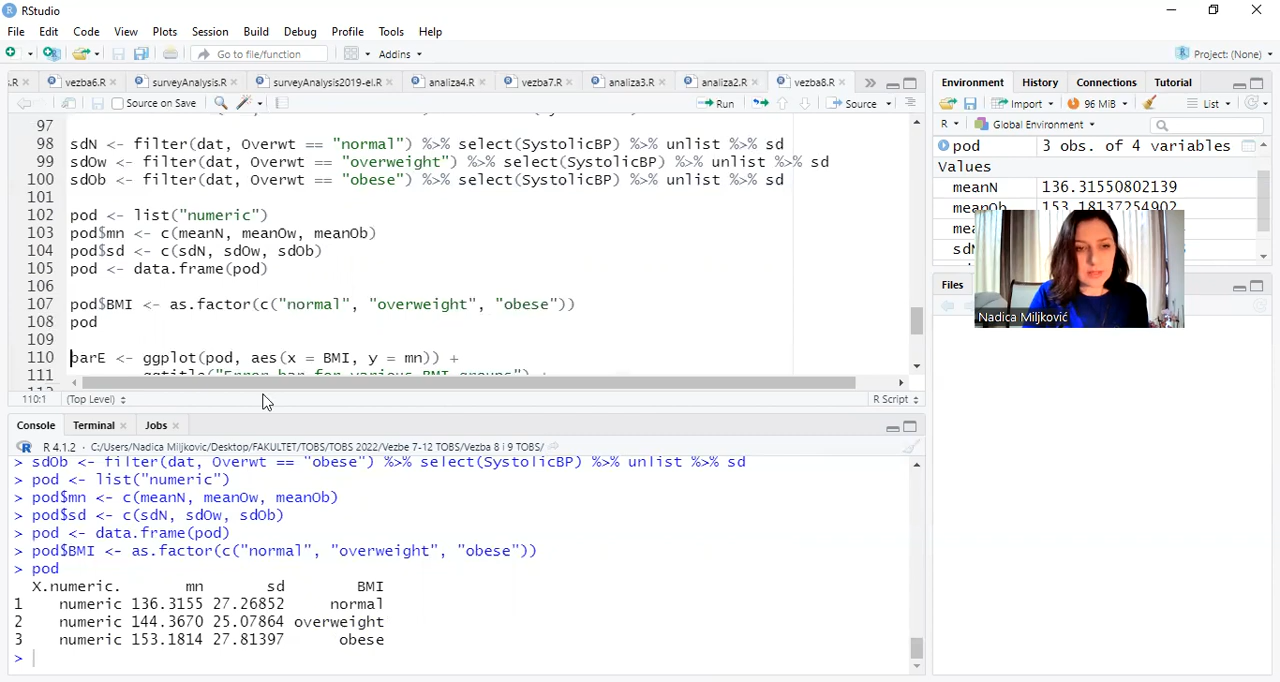 RStudio
File Edit Code View Plots Session Build Debug Profile Tools Help
Go to file/function Addins Project: (None)
s.R vezba6.R surveyAnalysis.R surveyAnalysis2019-el.R analiza4.R vezba7.R analiza3.R analiza2.R vezba8.R
Source on Save Run Source
97
98 sdN <- filter(dat, Overwt == "normal") %>% select(SystolicBP) %>% unlist %>% sd
99 sdOw <- filter(dat, Overwt == "overweight") %>% select(SystolicBP) %>% unlist %>% sd
100 sdOb <- filter(dat, Overwt == "obese") %>% select(SystolicBP) %>% unlist %>% sd
101
102 pod <- list("numeric")
103 pod$mn <- c(meanN, meanOw, meanOb)
104 pod$sd <- c(sdN, sdOw, sdOb)
105 pod <- data.frame(pod)
106
107 pod$BMI <- as.factor(c("normal", "overweight", "obese"))
108 pod
109
110 barE <- ggplot(pod, aes(x = BMI, y = mn)) +
111 ggtitle("Error bar for various BMI groups") +
110:1 (Top Level) R Script
Console Terminal Jobs
R 4.1.2 · C:/Users/Nadica Miljkovic/Desktop/FAKULTET/TOBS/TOBS 2022/Vezbe 7-12 TOBS/Vezba 8 i 9 TOBS/
> sdOb <- filter(dat, Overwt == "obese") %>% select(SystolicBP) %>% unlist %>% sd
> pod <- list("numeric")
> pod$mn <- c(meanN, meanOw, meanOb)
> pod$sd <- c(sdN, sdOw, sdOb)
> pod <- data.frame(pod)
> pod$BMI <- as.factor(c("normal", "overweight", "obese"))
> pod
X.numeric. mn sd BMI
1 numeric 136.3155 27.26852 normal
2 numeric 144.3670 25.07864 overweight
3 numeric 153.1814 27.81397 obese
>
Environment History Connections Tutorial
Import 96 MiB List
R Global Environment
pod 3 obs. of 4 variables
Values
meanN 136.31550802139
meanOb 153.18137254902
Files
Nadica Miljković